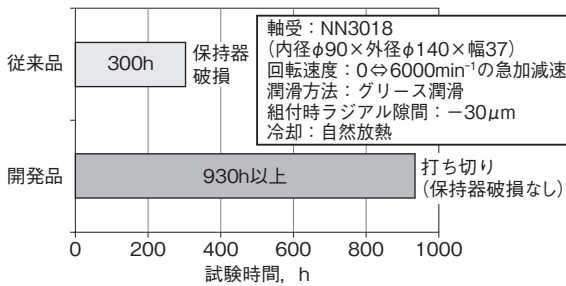 従来品
300h
保持器
破損
軸受：NN3018
(内径φ90×外径φ140×幅37)
回転速度：0⇔6000min⁻¹の急加減速
潤滑方法：グリース潤滑
組付時ラジアル隙間：−30μm
冷却：自然放熱
開発品
930h以上
打ち切り
(保持器破損なし)
0 200 400 600 800 1000
試験時間，h